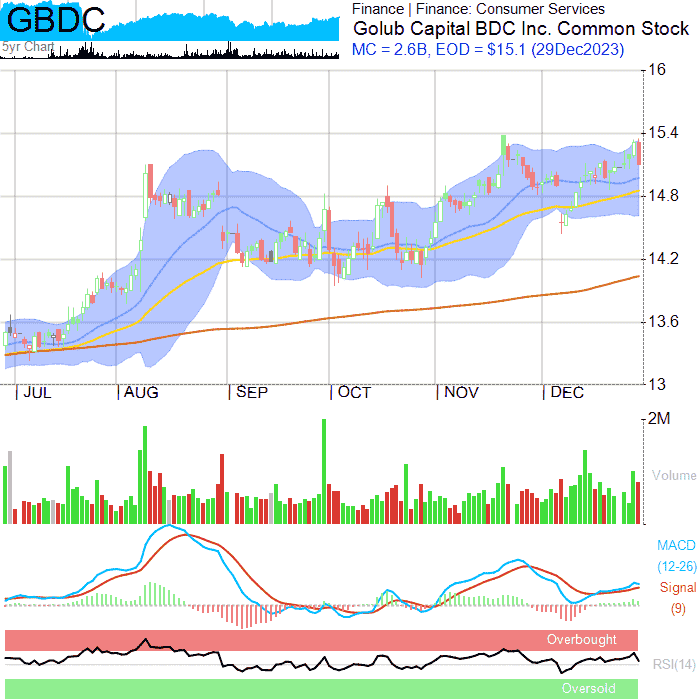 GBDC
5yr Chart
Finance | Finance: Consumer Services
Golub Capital BDC Inc. Common Stock
MC = 2.6B, EOD = $15.1 (29Dec2023)
16
15.4
14.8
14.2
13.6
13
| JUL | AUG | SEP | OCT | NOV | DEC
2M
Volume
MACD
(12-26)
Signal
(9)
Overbought
RSI(14)
Oversold